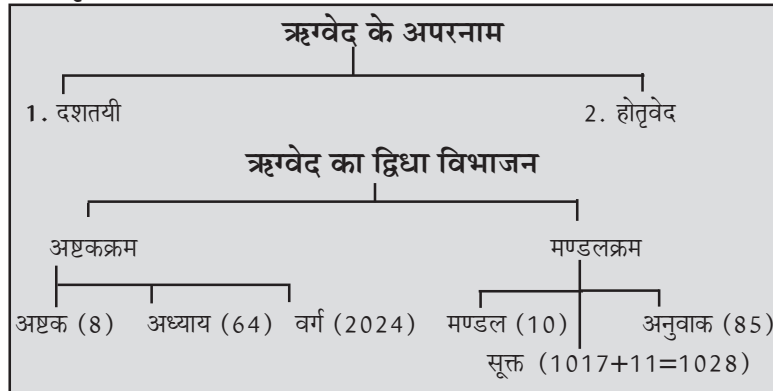 ऋग्वेद के अपरनाम
1. दशतयी 2. होतृवेद
ऋग्वेद का द्विधा विभाजन
अष्टकक्रम मण्डलक्रम
अष्टक (8) अध्याय (64) वर्ग (2024) मण्डल (10) अनुवाक (85)
सूक्त (1017+11=1028)